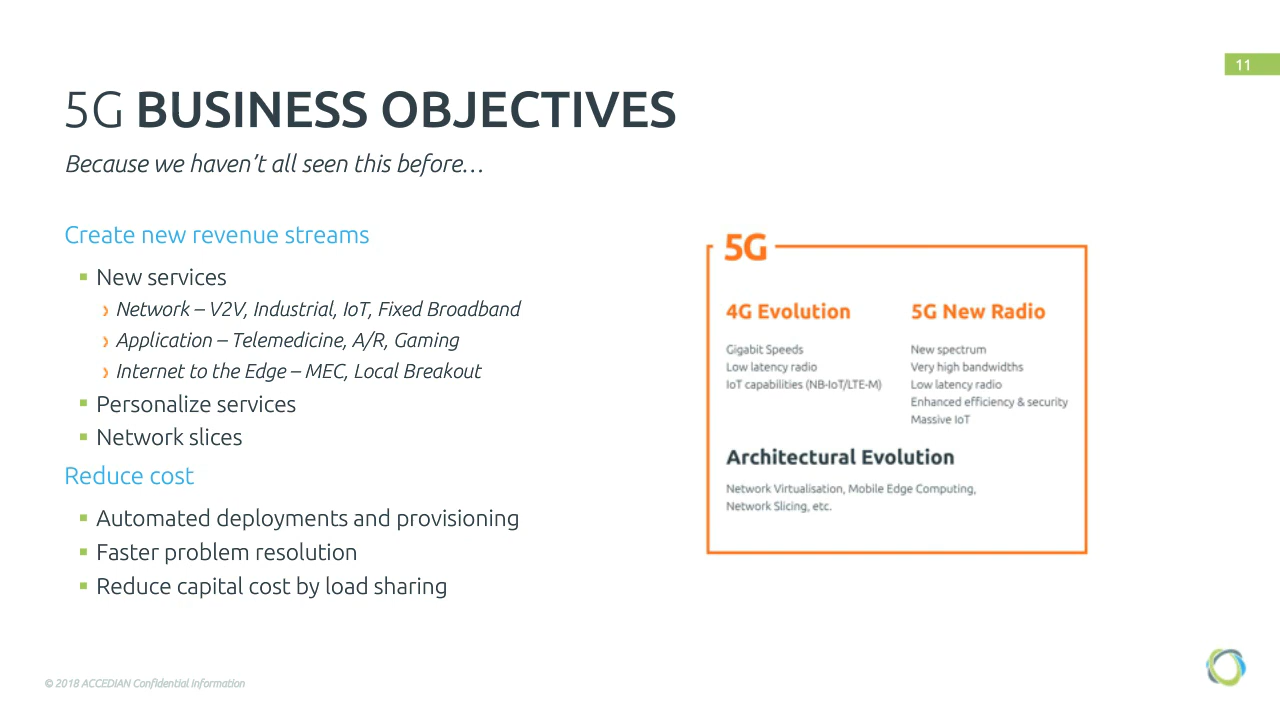 11
5G BUSINESS OBJECTIVES
Because we haven't all seen this before…
Create new revenue streams
New services
Network – V2V, Industrial, IoT, Fixed Broadband
Application – Telemedicine, A/R, Gaming
Internet to the Edge – MEC, Local Breakout
Personalize services
Network slices
Reduce cost
Automated deployments and provisioning
Faster problem resolution
Reduce capital cost by load sharing
5G
4G Evolution
Gigabit Speeds
Low latency radio
IoT capabilities (NB-IoT/LTE-M)
5G New Radio
New spectrum
Very high bandwidths
Low latency radio
Enhanced efficiency & security
Massive IoT
Architectural Evolution
Network Virtualisation, Mobile Edge Computing,
Network Slicing, etc.
© 2018 ACCEDIAN Confidential Information